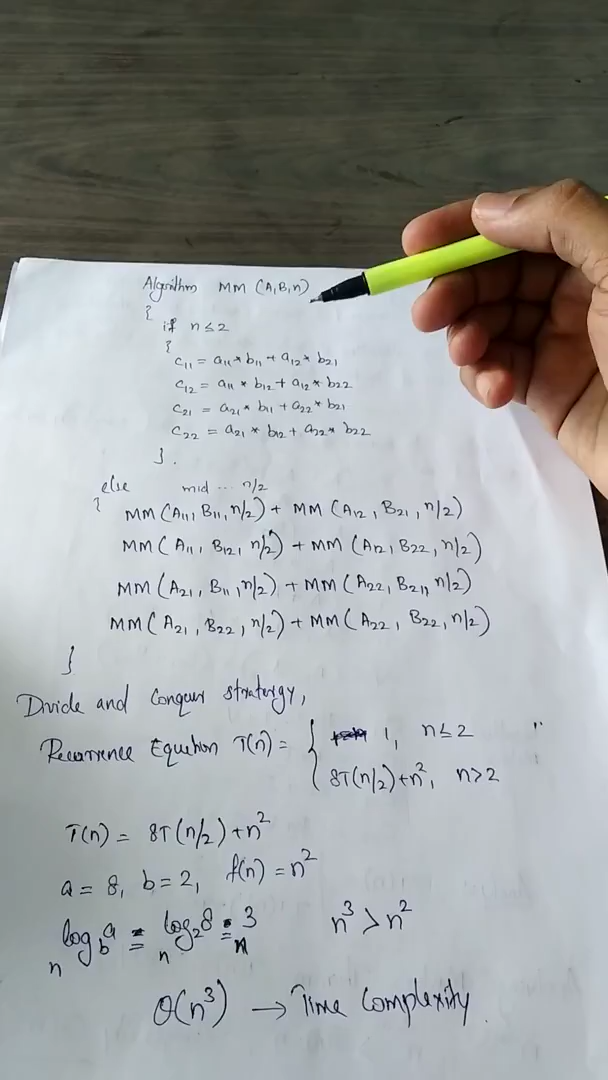 Algorithm MM (A,B,n)
{
if n ≤ 2
{
c₁₁ = a₁₁ * b₁₁ + a₁₂ * b₂₁
c₁₂ = a₁₁ * b₁₂ + a₁₂ * b₂₂
c₂₁ = a₂₁ * b₁₁ + a₂₂ * b₂₁
c₂₂ = a₂₁ * b₁₂ + a₂₂ * b₂₂
}.
else mid ... n/2
{ MM (A₁₁, B₁₁, n/2) + MM (A₁₂, B₂₁, n/2)
MM (A₁₁, B₁₂, n/2) + MM (A₁₂, B₂₂, n/2)
MM (A₂₁, B₁₁, n/2) + MM (A₂₂, B₂₁, n/2)
MM (A₂₁, B₂₂, n/2) + MM (A₂₂, B₂₂, n/2)
}
Divide and Conquer stratergy,
Recurrence Equation T(n) = { 1, n ≤ 2
8T(n/2) + n², n > 2
T(n) = 8T(n/2) + n²
a = 8, b = 2, f(n) = n²
n^log_b a = n^log₂8 = n^3 n³ > n²
O(n³) → Time Complexity.